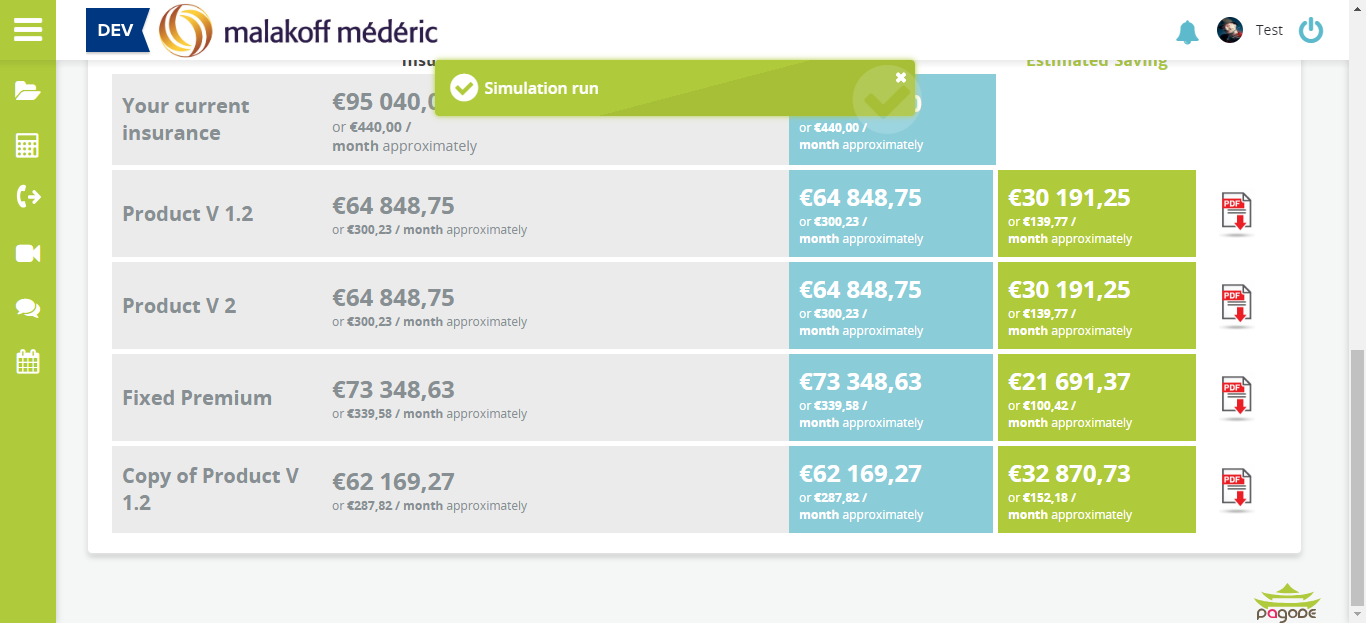 DEV
malakoff médéric
Test
Insu
Estimated Saving
Simulation run
Your current
insurance
€95 040,0
or €440,00 /
month approximately
0
or €440,00 /
month approximately
Product V 1.2
€64 848,75
or €300,23 / month approximately
€64 848,75
or €300,23 /
month approximately
€30 191,25
or €139,77 /
month approximately
PDF
Product V 2
€64 848,75
or €300,23 / month approximately
€64 848,75
or €300,23 /
month approximately
€30 191,25
or €139,77 /
month approximately
PDF
Fixed Premium
€73 348,63
or €339,58 / month approximately
€73 348,63
or €339,58 /
month approximately
€21 691,37
or €100,42 /
month approximately
PDF
Copy of Product V
1.2
€62 169,27
or €287,82 / month approximately
€62 169,27
or €287,82 /
month approximately
€32 870,73
or €152,18 /
month approximately
PDF
PAGODE